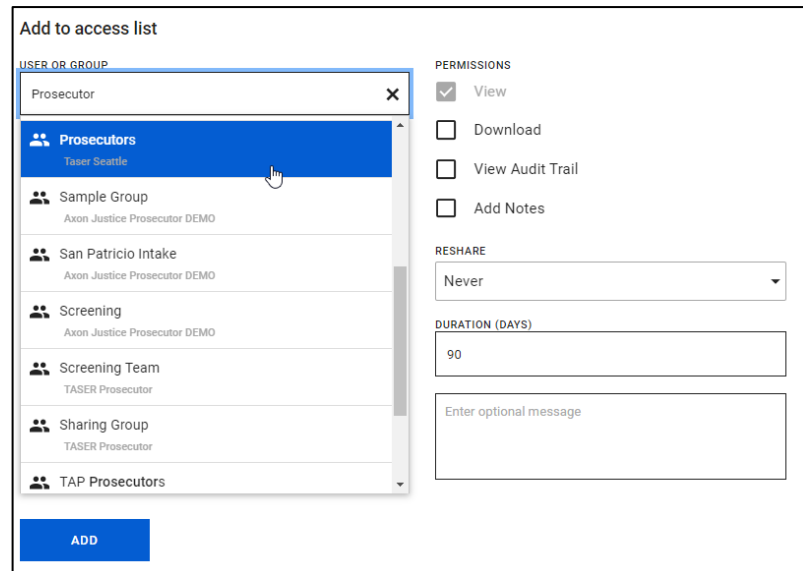 Add to access list
USER OR GROUP
Prosecutor
Prosecutors
Taser Seattle
Sample Group
Axon Justice Prosecutor DEMO
San Patricio Intake
Axon Justice Prosecutor DEMO
Screening
Axon Justice Prosecutor DEMO
Screening Team
TASER Prosecutor
Sharing Group
TASER Prosecutor
TAP Prosecutors
ADD
PERMISSIONS
View
Download
View Audit Trail
Add Notes
RESHARE
Never
DURATION (DAYS)
90
Enter optional message